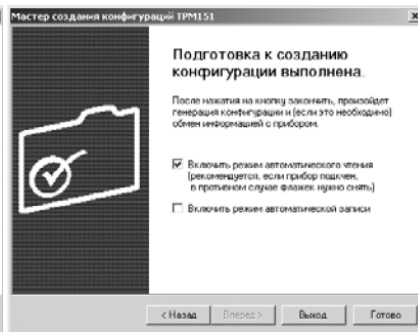 Мастер создания конфигураций ТРМ151
Подготовка к созданию
конфигурации выполнена.
После нажатия на кнопку закончить, произойдет
генерация конфигурации и (если это необходимо)
обмен информацией с прибором.
Включить режим автоматического чтения
(рекомендуется, если прибор подключен,
в противном случае флажек нужно снять)
Включить режим автоматической записи
< Назад
Вперед >
Выход
Готово